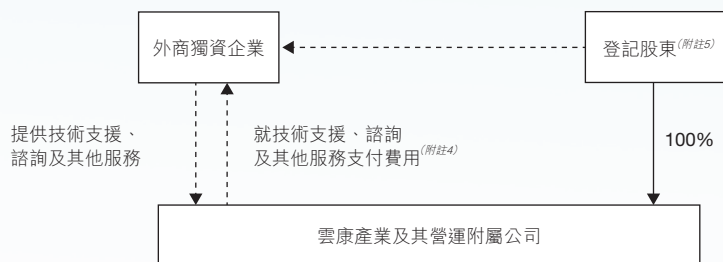 外商獨資企業
登記股東(附註5)
提供技術支援、
諮詢及其他服務
就技術支援、諮詢
及其他服務支付費用(附註4)
100%
雲康產業及其營運附屬公司